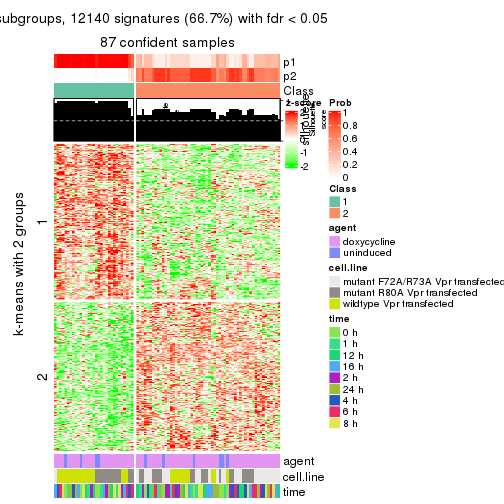 subgroups, 12140 signatures (66.7%) with fdr < 0.05
87 confident samples
p1
p2
Class
z-score
2
1
0
-1
-2
Silhouette
score
Prob
1
0.8
0.6
0.4
0.2
0
Class
1
2
agent
doxycycline
uninduced
cell.line
mutant F72A/R73A Vpr transfected
mutant R80A Vpr transfected
wildtype Vpr transfected
time
0 h
1 h
12 h
16 h
2 h
24 h
4 h
6 h
8 h
k-means with 2 groups
1
2
agent
cell.line
time